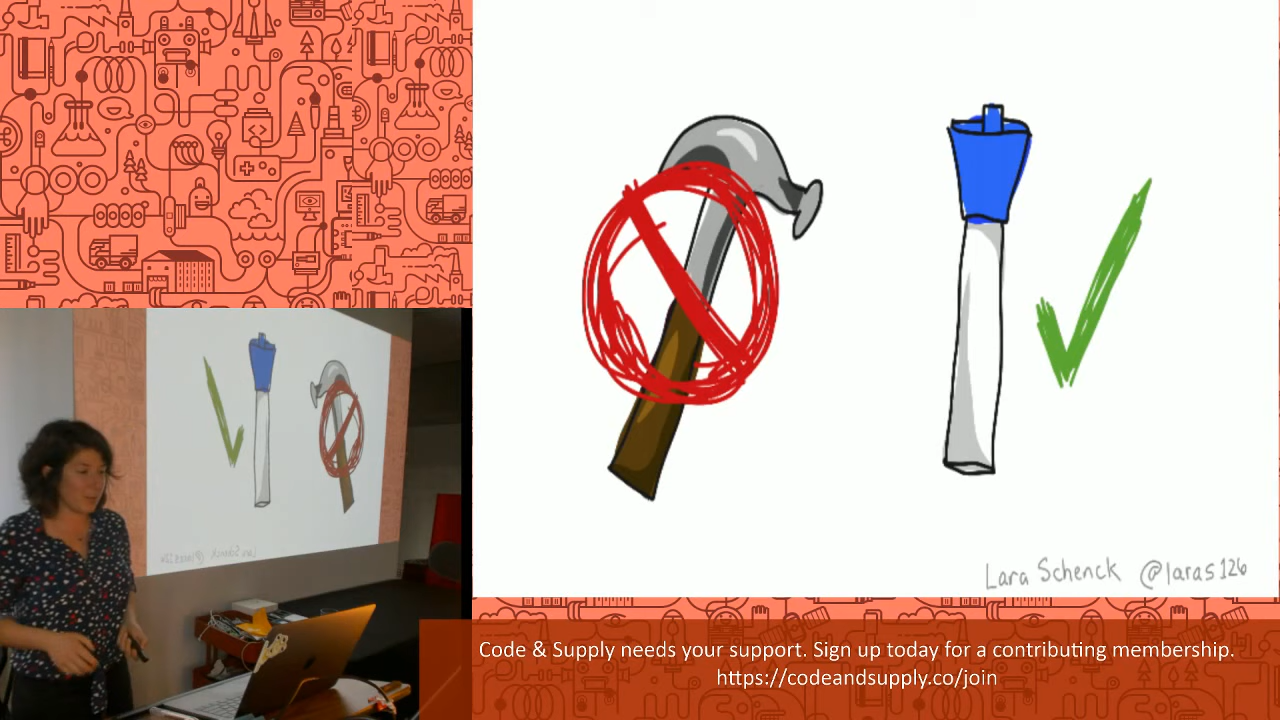 Lara Schenck @laras126
Code & Supply needs your support. Sign up today for a contributing membership.
https://codeandsupply.co/join